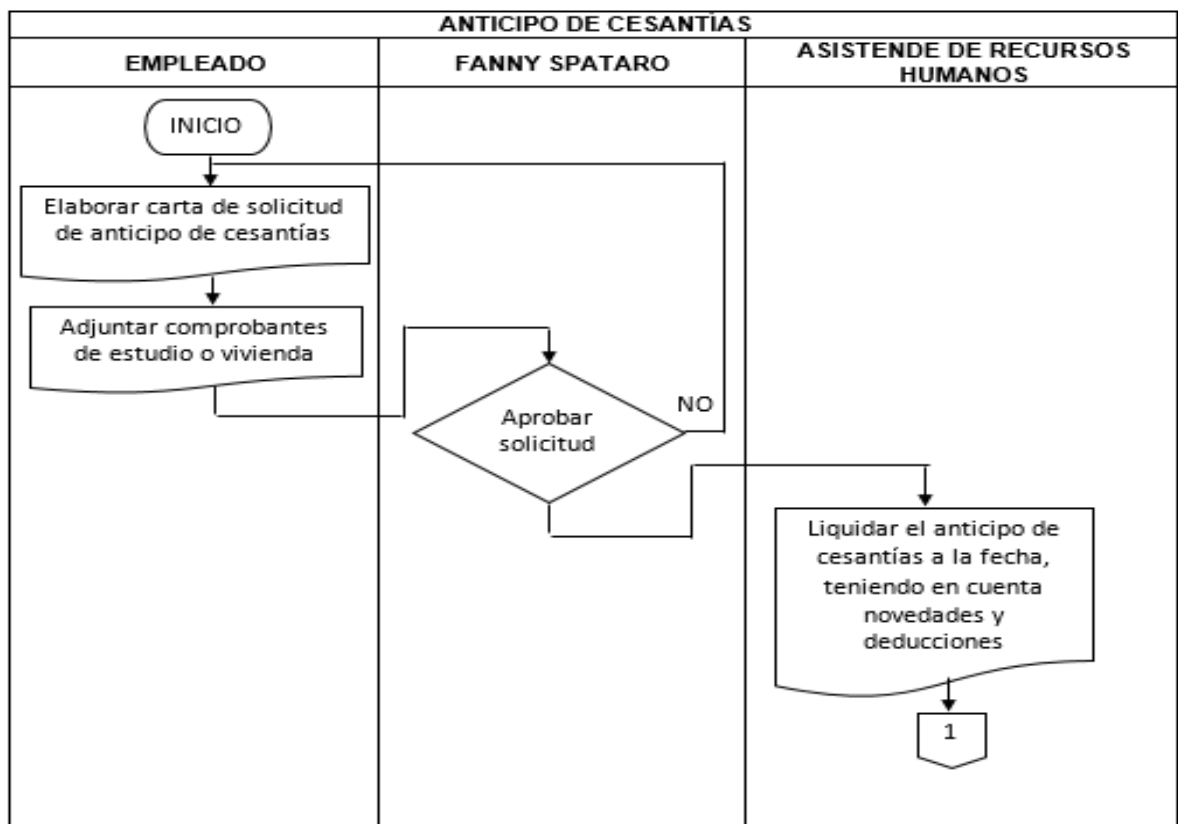 ANTICIPO DE CESANTÍAS
EMPLEADO
FANNY SPATARO
ASISTENDE DE RECURSOS
HUMANOS
INICIO
Elaborar carta de solicitud
de anticipo de cesantías
Adjuntar comprobantes
de estudio o vivienda
Aprobar
solicitud
NO
Liquidar el anticipo de
cesantías a la fecha,
teniendo en cuenta
novedades y
deducciones
1